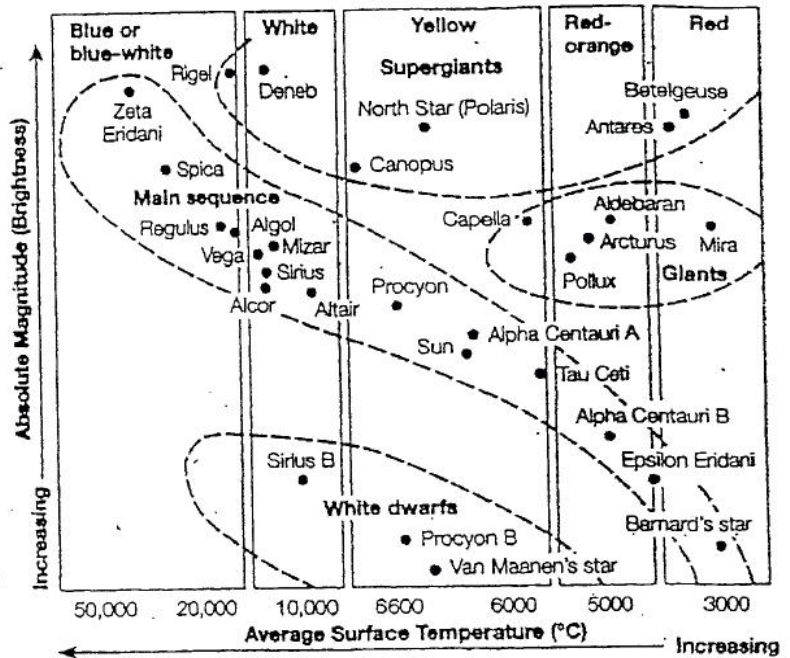 Blue or
blue-white
White
Yellow
Red-
orange
Red
Supergiants
Rigel
Deneb
Zeta
Eridani
North Star (Polaris)
Betelgeuse
Antares
Spica
Canopus
Main sequence
Regulus
Algol
Vega
Mizar
Sirius
Alcor
Altair
Capella
Aldebaran
Arcturus
Mira
Pollux
Giants
Procyon
Alpha Centauri A
Sun
Tau Ceti
Alpha Centauri B
Epsilon Eridani
Sirius B
White dwarfs
Procyon B
Barnard's star
Van Maanen's star
Absolute Magnitude (Brightness)
Increasing
50,000 20,000 10,000 6600 6000 5000 3000
Average Surface Temperature (°C)
Increasing